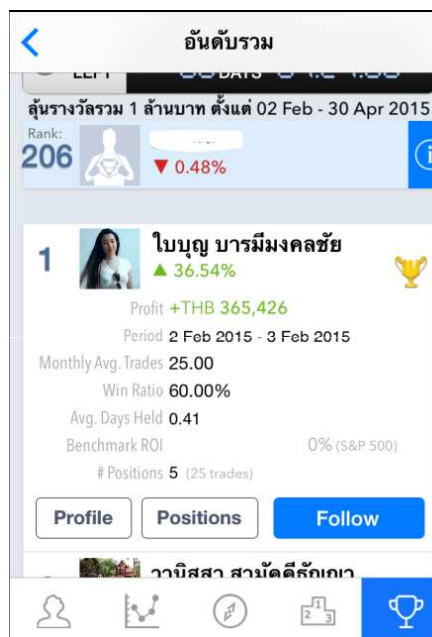 อันดับรวม
LEFT DAYS
ลุ้นรางวัลรวม 1 ล้านบาท ตั้งแต่ 02 Feb - 30 Apr 2015
Rank:
206
▼ 0.48%
1 ใบบุญ บารมีมงคลชัย
▲ 36.54%
Profit +THB 365,426
Period 2 Feb 2015 - 3 Feb 2015
Monthly Avg. Trades 25.00
Win Ratio 60.00%
Avg. Days Held 0.41
Benchmark ROI 0% (S&P 500)
# Positions 5 (25 trades)
Profile Positions Follow
วานิสสา สามัคคีธัญญา